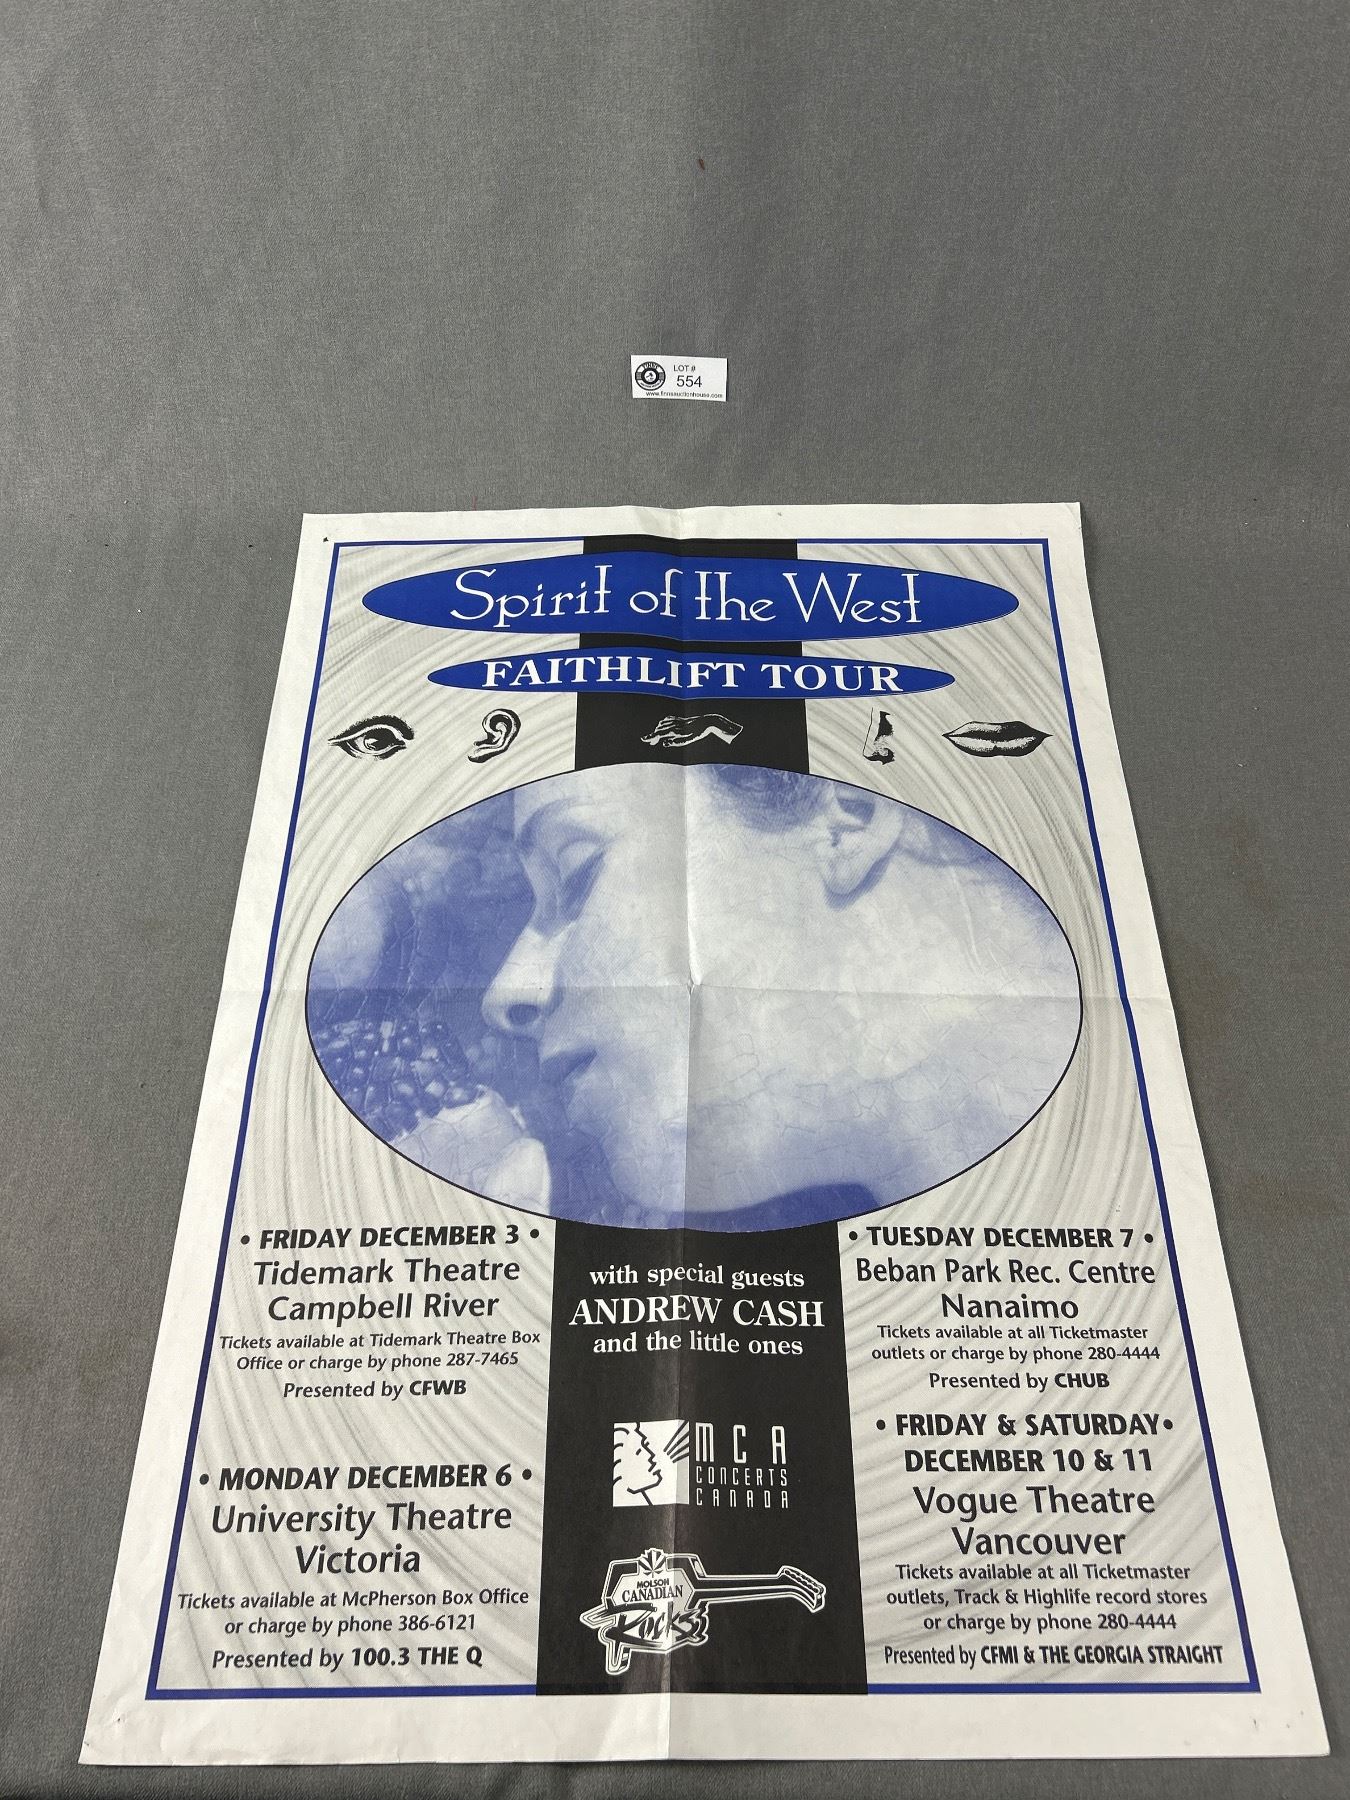 LOT #
554
www.finnsauctionhouse.com
Spirit of the West
FAITHLIFT TOUR
• FRIDAY DECEMBER 3 •
Tidemark Theatre
Campbell River
Tickets available at Tidemark Theatre Box
Office or charge by phone 287-7465
Presented by CFWB
• MONDAY DECEMBER 6 •
University Theatre
Victoria
Tickets available at McPherson Box Office
or charge by phone 386-6121
Presented by 100.3 THE Q
with special guests
ANDREW CASH
and the little ones
MCA
CONCERTS
CANADA
MOLSON
CANADIAN
Rocks
• TUESDAY DECEMBER 7 •
Beban Park Rec. Centre
Nanaimo
Tickets available at all Ticketmaster
outlets or charge by phone 280-4444
Presented by CHUB
• FRIDAY & SATURDAY •
DECEMBER 10 & 11
Vogue Theatre
Vancouver
Tickets available at all Ticketmaster
outlets, Track & Highlife record stores
or charge by phone 280-4444
Presented by CFMI & THE GEORGIA STRAIGHT